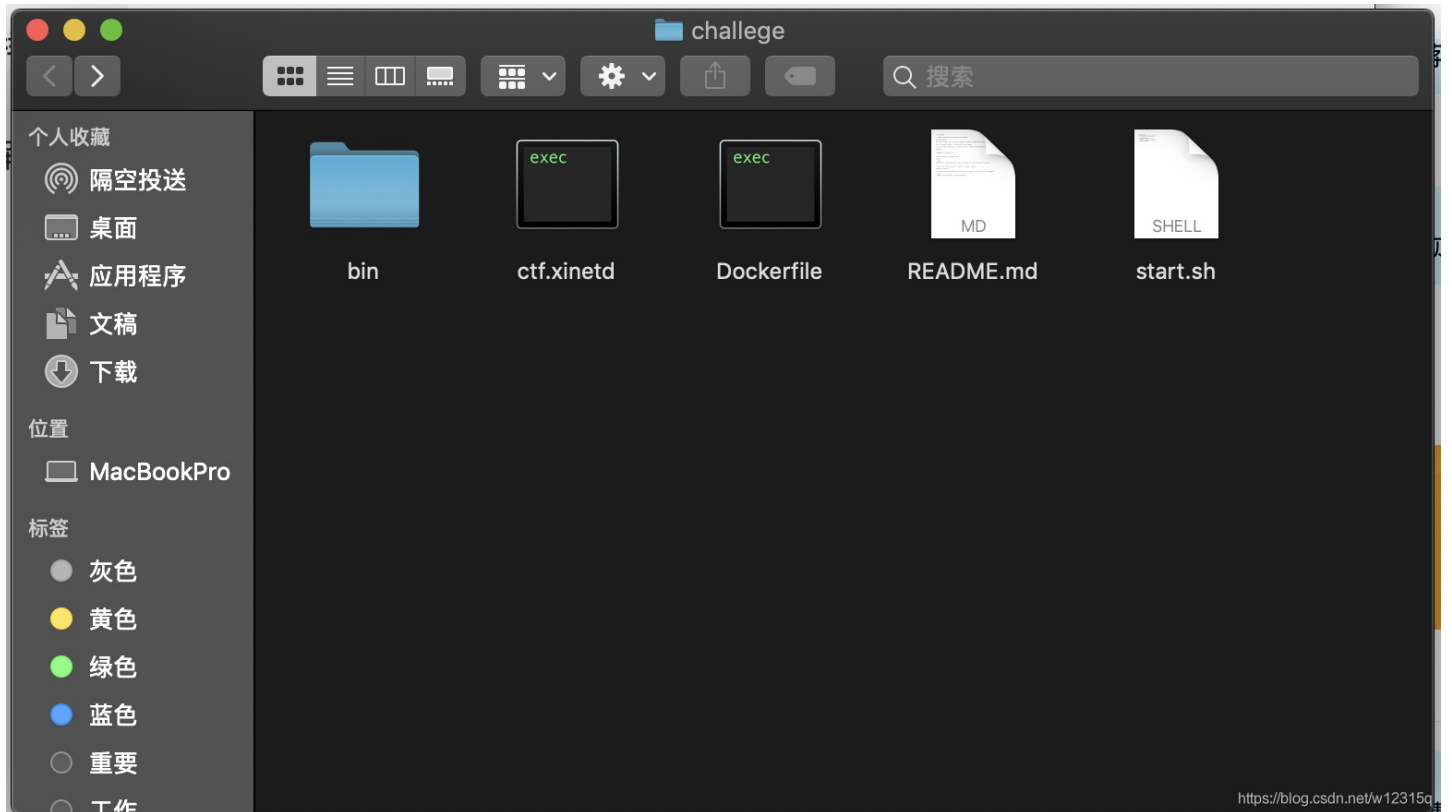 challege
搜索
个人收藏
隔空投送
桌面
应用程序
文稿
下载
位置
MacBookPro
标签
灰色
黄色
绿色
蓝色
重要
工作
exec
exec
MD
SHELL
bin
ctf.xinetd
Dockerfile
README.md
start.sh
https://blog.csdn.net/w12315q